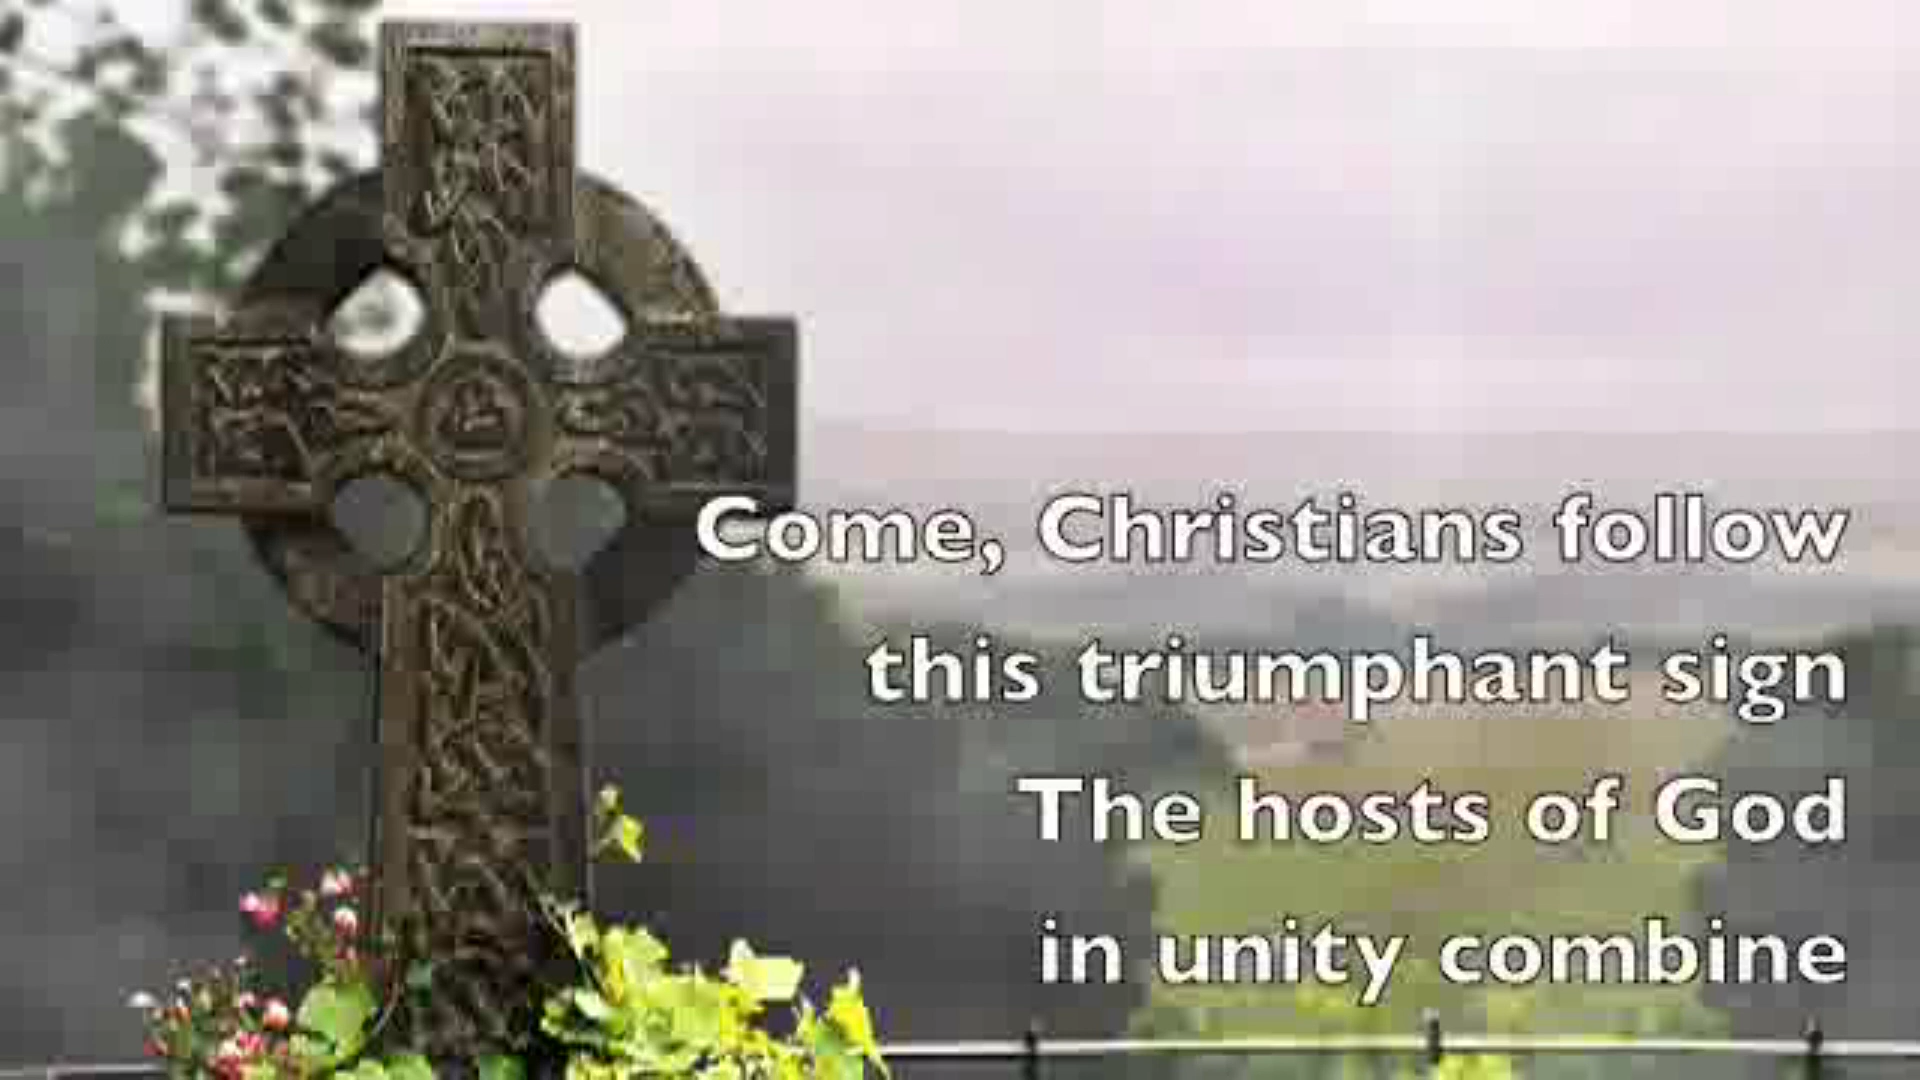 Come, Christians follow
this triumphant sign
The hosts of God
in unity combine